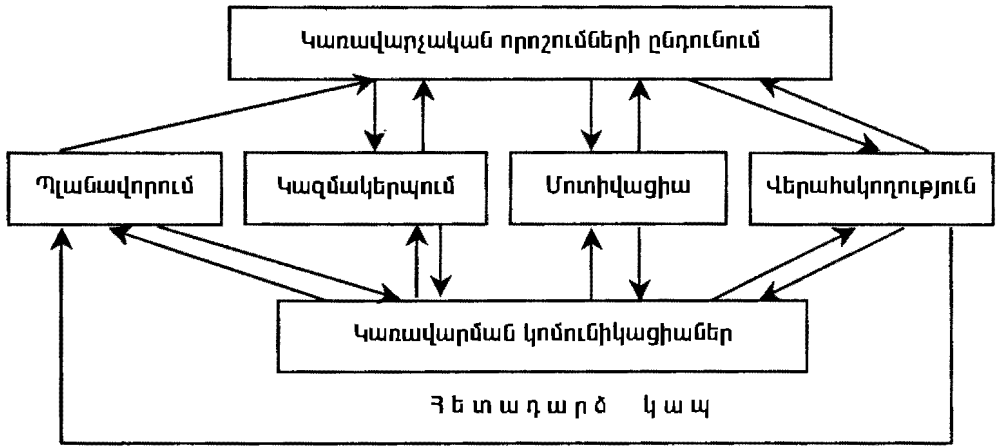 Կառավարչական որոշումների ընդունում
Պլանավորում
Կազմակերպում
Մոտիվացիա
Վերահսկողություն
Կառավարման կոմունիկացիաներ
Հետադարձ կապ